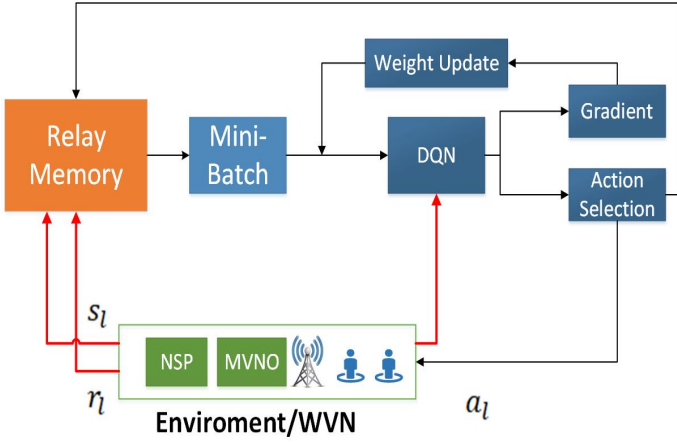 Weight Update
Relay
Memory
Mini-
Batch
DQN
Gradient
Action
Selection
s_l
NSP
MVNO
r_l
a_l
Enviroment/WVN